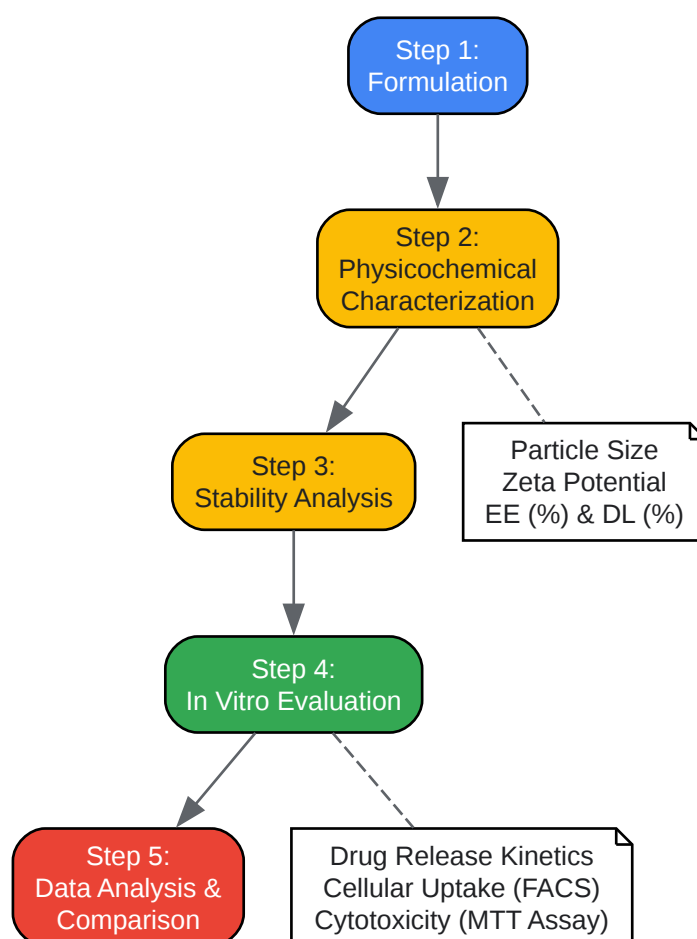 Step 1:
Formulation
Step 2:
Physicochemical
Characterization
Particle Size
Zeta Potential
EE (%) & DL (%)
Step 3:
Stability Analysis
Step 4:
In Vitro Evaluation
Step 5:
Data Analysis &
Comparison
Drug Release Kinetics
Cellular Uptake (FACS)
Cytotoxicity (MTT Assay)